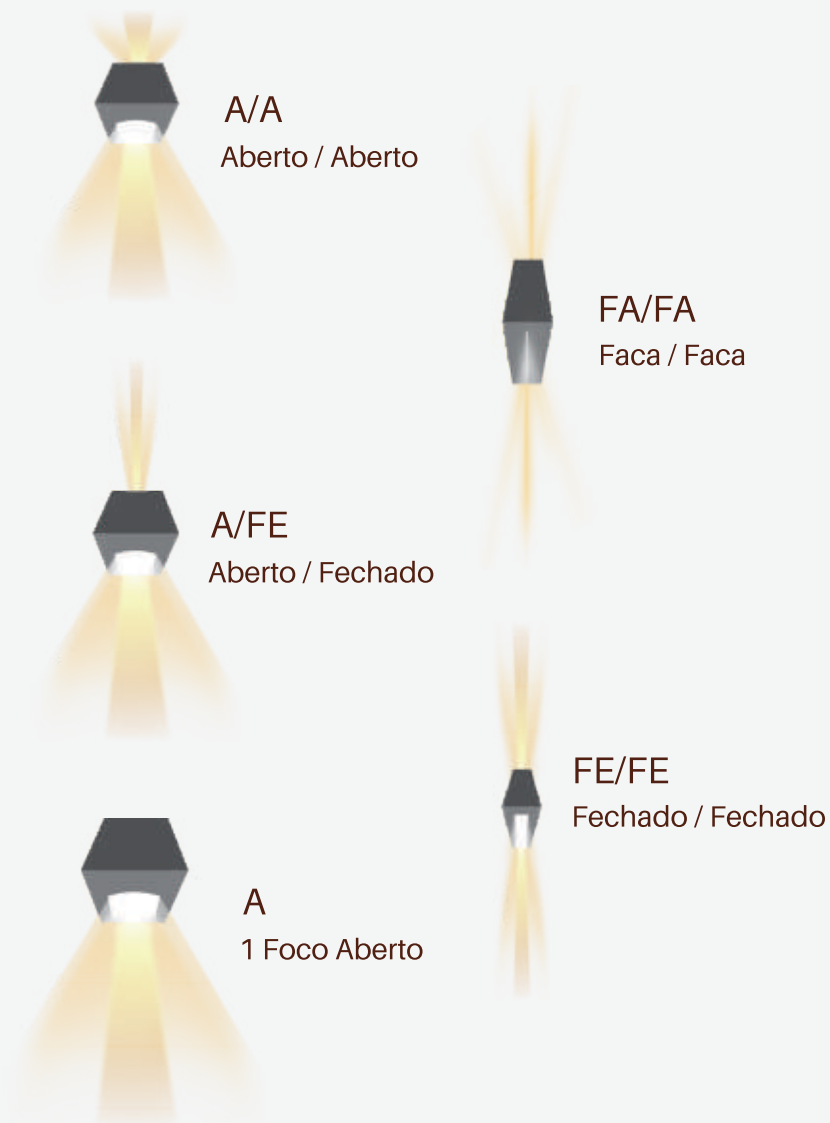 A/A
Aberto / Aberto
FA/FA
Faca / Faca
A/FE
Aberto / Fechado
FE/FE
Fechado / Fechado
A
1 Foco Aberto